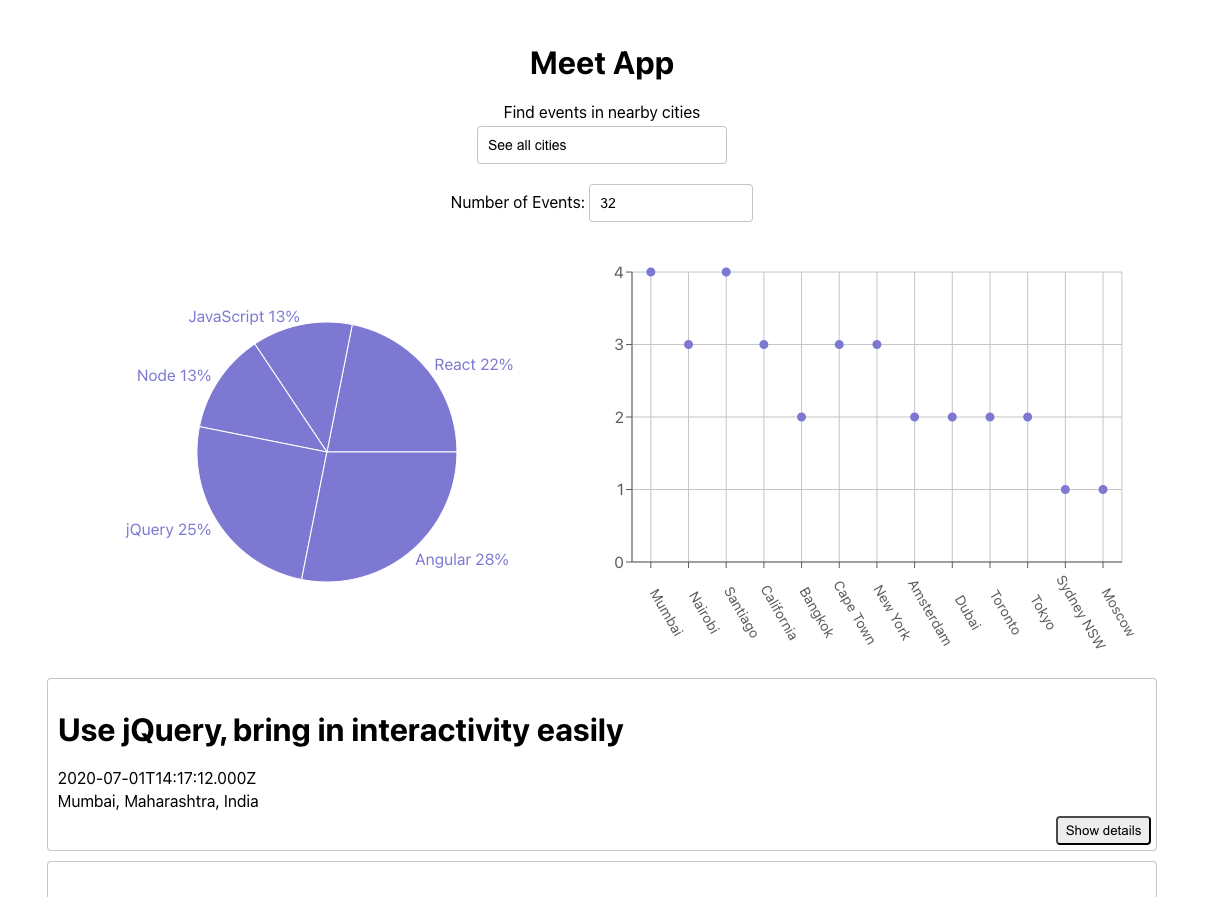 Meet App
Find events in nearby cities
See all cities
Number of Events: 32
JavaScript 13%
React 22%
Node 13%
jQuery 25%
Angular 28%
4
3
2
1
0
Mumbai
Nairobi
Santiago
California
Bangkok
Cape Town
New York
Amsterdam
Dubai
Toronto
Tokyo
Sydney NSW
Moscow
Use jQuery, bring in interactivity easily
2020-07-01T14:17:12.000Z
Mumbai, Maharashtra, India
Show details